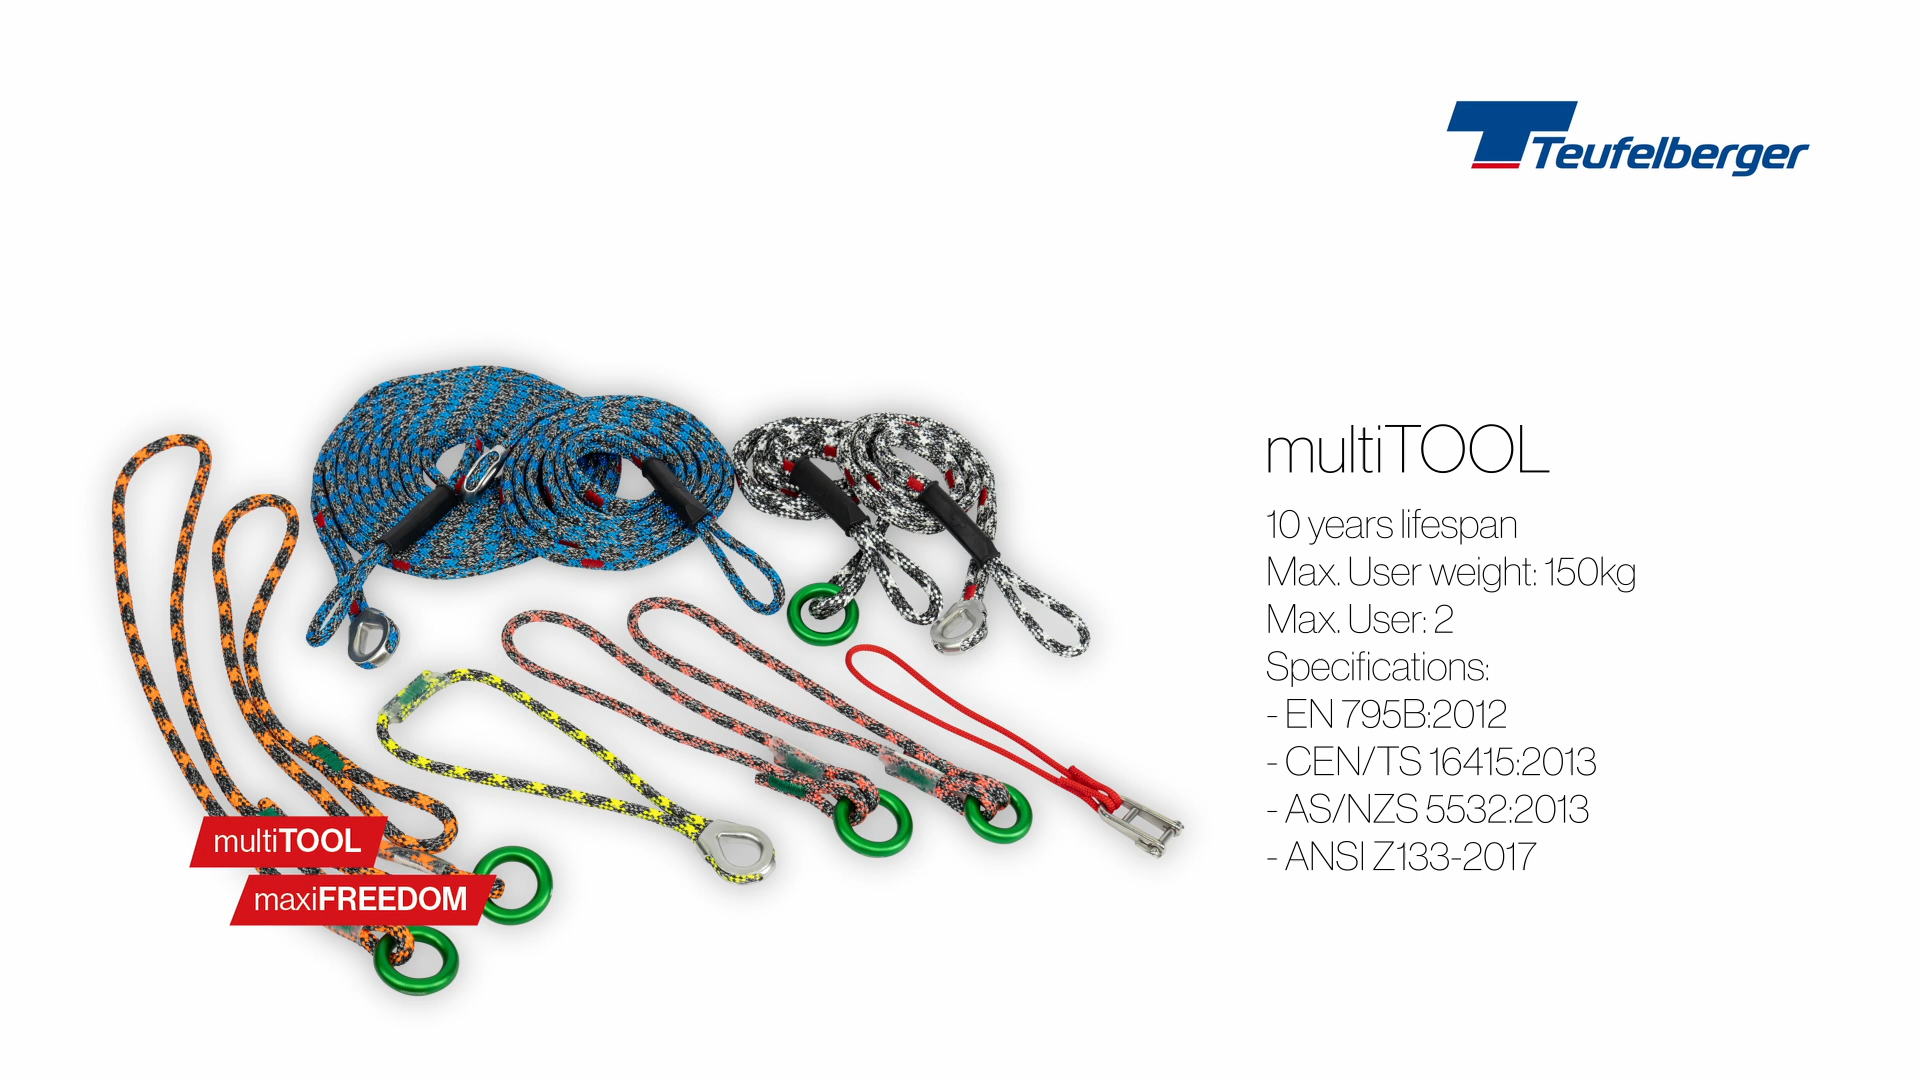 Teufelberger
multiTOOL
10 years lifespan
Max. User weight: 150kg
Max. User: 2
Specifications:
- EN 795B:2012
- CEN/TS 16415:2013
- AS/NZS 5532:2013
- ANSI Z133-2017
multiTOOL
maxiFREEDOM